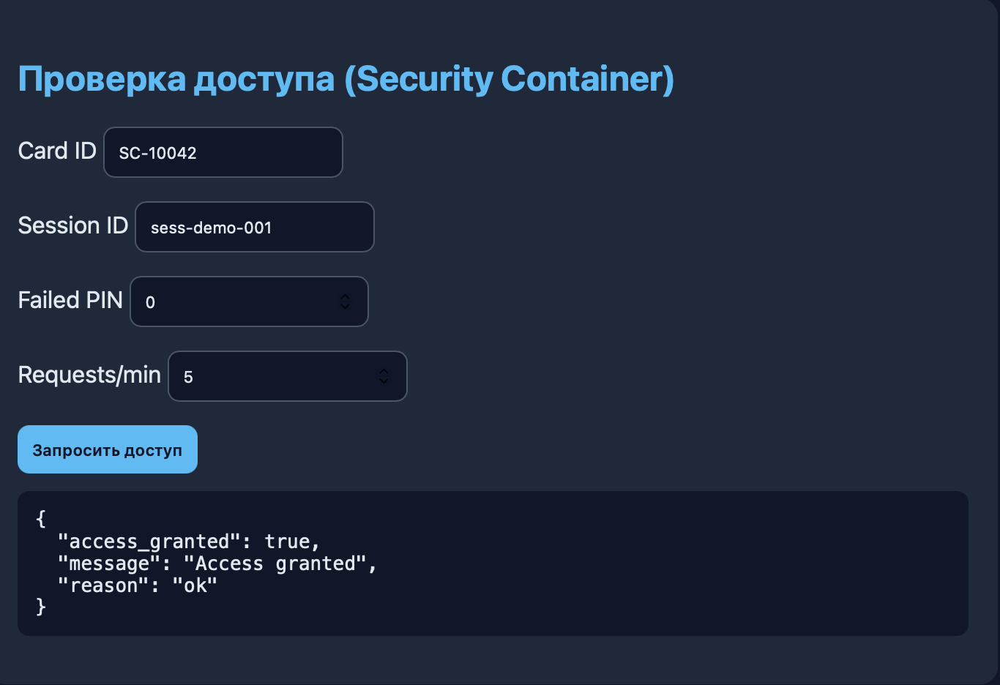 Проверка доступа (Security Container)
Card ID SC-10042
Session ID sess-demo-001
Failed PIN 0
Requests/min 5
Запросить доступ
{
  "access_granted": true,
  "message": "Access granted",
  "reason": "ok"
}